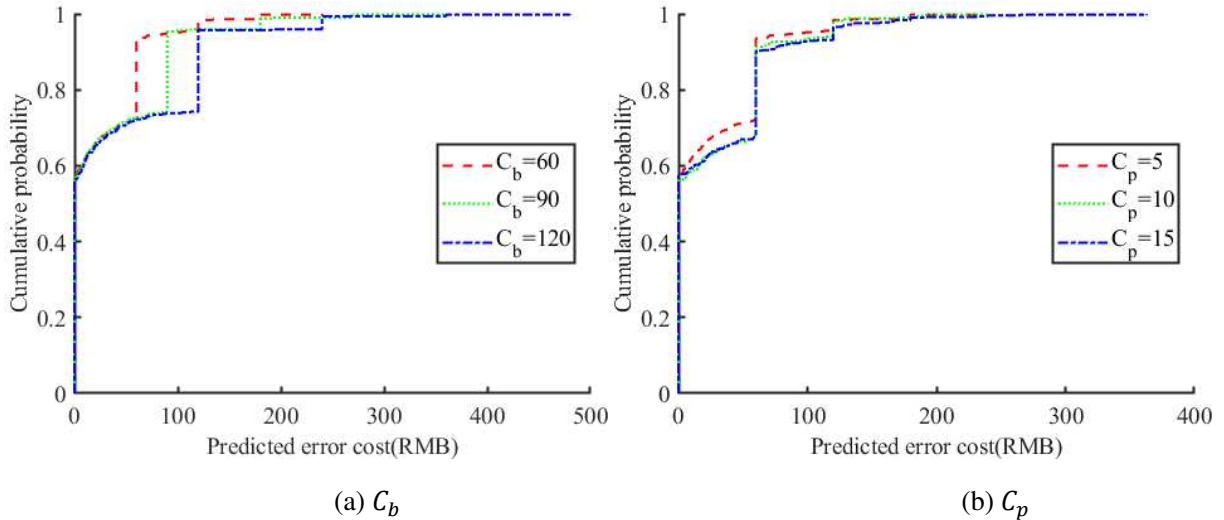 1
0.8
0.6
0.4
0.2
0
Cumulative probability
C_b=60
C_b=90
C_b=120
0 100 200 300 400 500
Predicted error cost(RMB)
(a) C_b
1
0.8
0.6
0.4
0.2
0
Cumulative probability
C_p=5
C_p=10
C_p=15
0 100 200 300 400
Predicted error cost(RMB)
(b) C_p